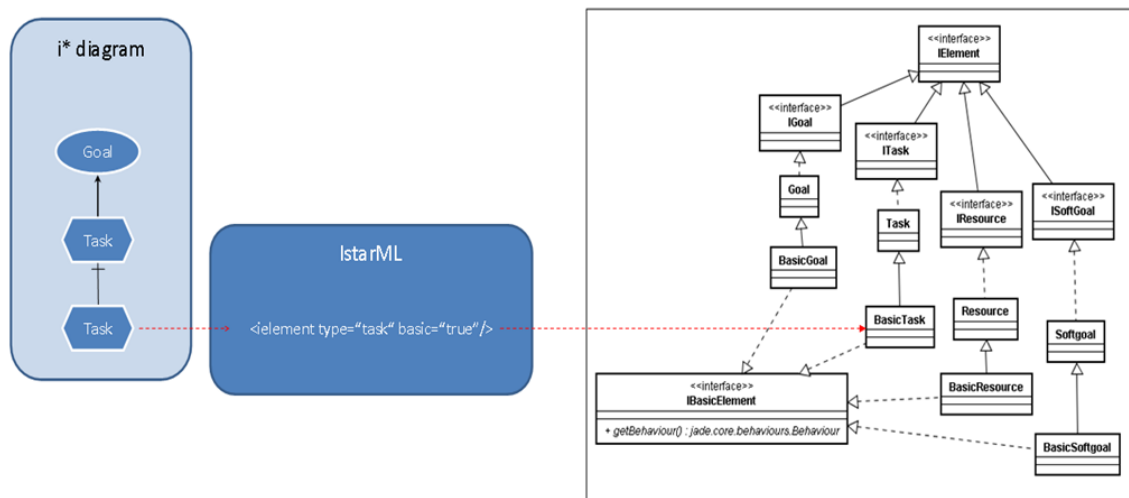 i* diagram
Goal
Task
Task
IstarML
<ielement type=“task“ basic=“true“/>
<<interface>>
IElement
<<interface>>
IGoal
<<interface>>
ITask
Goal
<<interface>>
IResource
<<interface>>
ISoftGoal
Task
BasicGoal
BasicTask
Resource
Softgoal
<<interface>>
IBasicElement
+ getBehaviour() : jade.core.behaviours.Behaviour
BasicResource
BasicSoftgoal